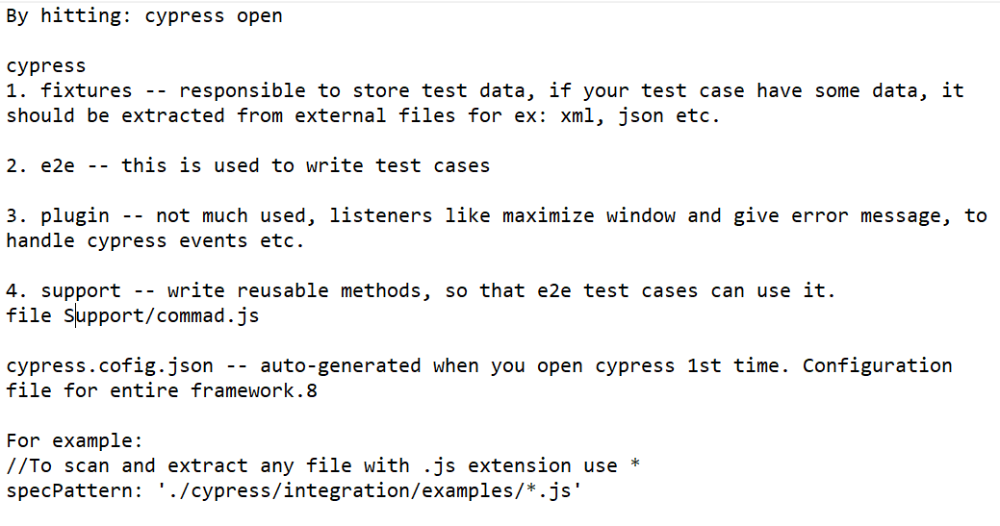 By hitting: cypress open
cypress
1. fixtures -- responsible to store test data, if your test case have some data, it
should be extracted from external files for ex: xml, json etc.
2. e2e -- this is used to write test cases
3. plugin -- not much used, listeners like maximize window and give error message, to
handle cypress events etc.
4. support -- write reusable methods, so that e2e test cases can use it.
file Support/commad.js
cypress.cofig.json -- auto-generated when you open cypress 1st time. Configuration
file for entire framework.8
For example:
//To scan and extract any file with .js extension use *
specPattern: './cypress/integration/examples/*.js'